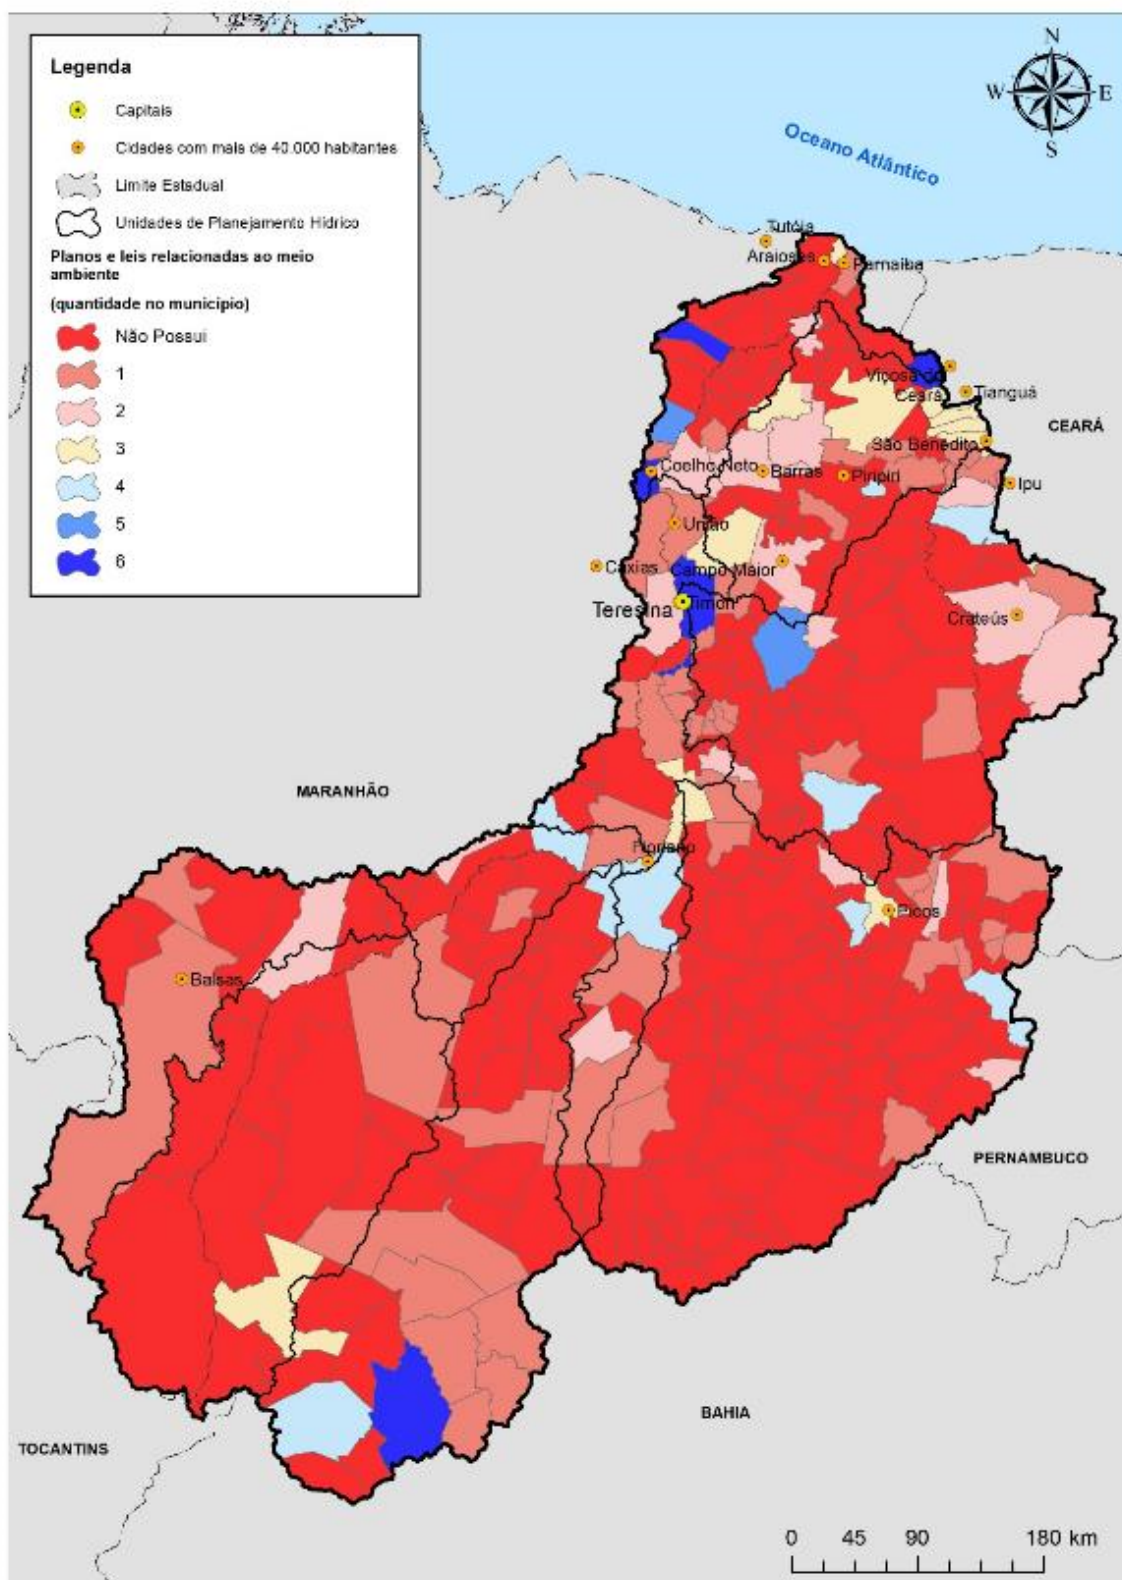 Legenda
Capitais
Cidades com mais de 40.000 habitantes
Limite Estadual
Unidades de Planejamento Hídrico
Planos e leis relacionadas ao meio
ambiente
(quantidade no município)
Não Possui
1
2
3
4
5
6
N
W
E
S
Oceano Atlântico
Tutóia
Araioses
Parnaíba
Viçosa do
Ceará
Tianguá
CEARÁ
São Benedito
Coelho Neto
Barras
Piripiri
Ipu
União
Caxias
Campo Maior
Teresina
Timon
Crateús
MARANHÃO
Floriano
Picos
Balsas
PERNAMBUCO
BAHIA
TOCANTINS
0
45
90
180 km